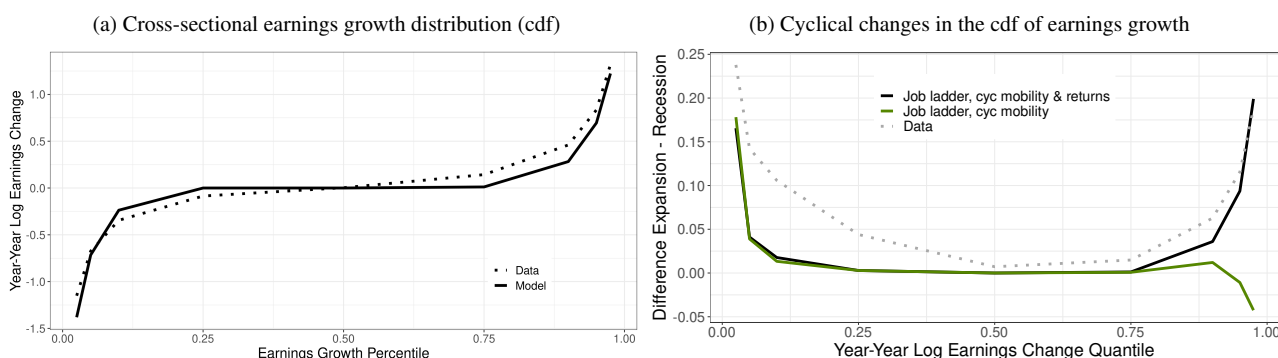 (a) Cross-sectional earnings growth distribution (cdf)
Year-Year Log Earnings Change
1.0
0.5
0.0
-0.5
-1.0
-1.5
Data
Model
0.00
0.25
0.50
0.75
1.00
Earnings Growth Percentile
(b) Cyclical changes in the cdf of earnings growth
Difference Expansion - Recession
0.25
0.20
0.15
0.10
0.05
0.00
-0.05
Job ladder, cyc mobility & returns
Job ladder, cyc mobility
Data
0.00
0.25
0.50
0.75
1.00
Year-Year Log Earnings Change Quantile